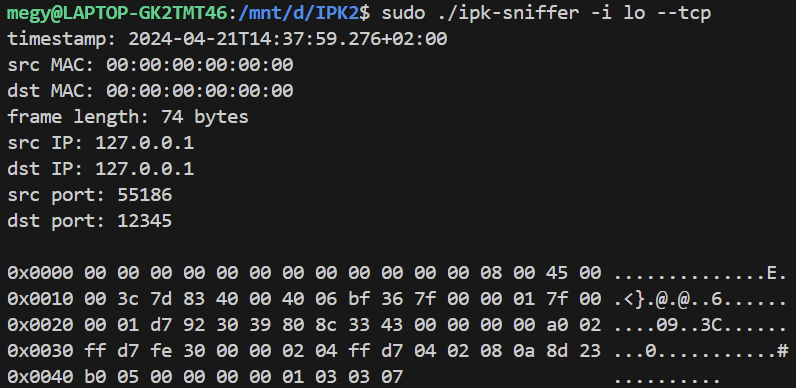 megy@LAPTOP-GK2TMT46:/mnt/d/IPK2$ sudo ./ipk-sniffer -i lo --tcp
timestamp: 2024-04-21T14:37:59.276+02:00
src MAC: 00:00:00:00:00:00
dst MAC: 00:00:00:00:00:00
frame length: 74 bytes
src IP: 127.0.0.1
dst IP: 127.0.0.1
src port: 55186
dst port: 12345

0x0000 00 00 00 00 00 00 00 00 00 00 00 00 08 00 45 00 ..............E.
0x0010 00 3c 7d 83 40 00 40 06 bf 36 7f 00 00 01 7f 00 .<}.@.@..6......
0x0020 00 01 d7 92 30 39 80 8c 33 43 00 00 00 00 a0 02 ....09..3C......
0x0030 ff d7 fe 30 00 00 02 04 ff d7 04 02 08 0a 8d 23 ...0...........#
0x0040 b0 05 00 00 00 00 01 03 03 07 ..........